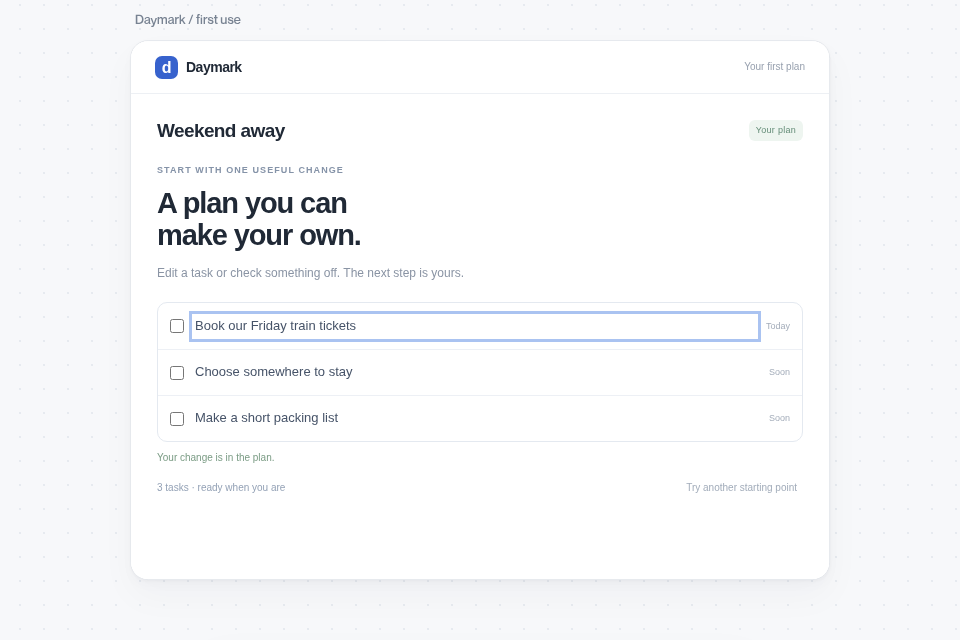 Daymark / first use
d Daymark
Your first plan
Weekend away
Your plan
START WITH ONE USEFUL CHANGE
A plan you can
make your own.
Edit a task or check something off. The next step is yours.
Book our Friday train tickets
Today
Choose somewhere to stay
Soon
Make a short packing list
Soon
Your change is in the plan.
3 tasks · ready when you are
Try another starting point